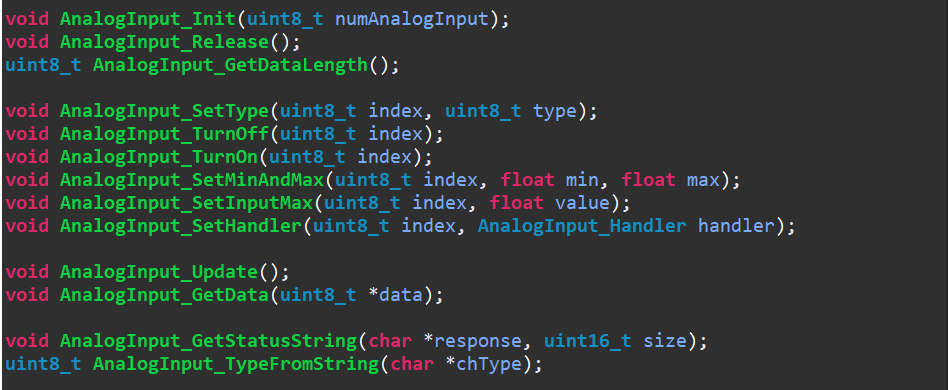 void AnalogInput_Init(uint8_t numAnalogInput);
void AnalogInput_Release();
uint8_t AnalogInput_GetDataLength();
void AnalogInput_SetType(uint8_t index, uint8_t type);
void AnalogInput_TurnOff(uint8_t index);
void AnalogInput_TurnOn(uint8_t index);
void AnalogInput_SetMinAndMax(uint8_t index, float min, float max);
void AnalogInput_SetInputMax(uint8_t index, float value);
void AnalogInput_SetHandler(uint8_t index, AnalogInput_Handler handler);
void AnalogInput_Update();
void AnalogInput_GetData(uint8_t *data);
void AnalogInput_GetStatusString(char *response, uint16_t size);
uint8_t AnalogInput_TypeFromString(char *chType);